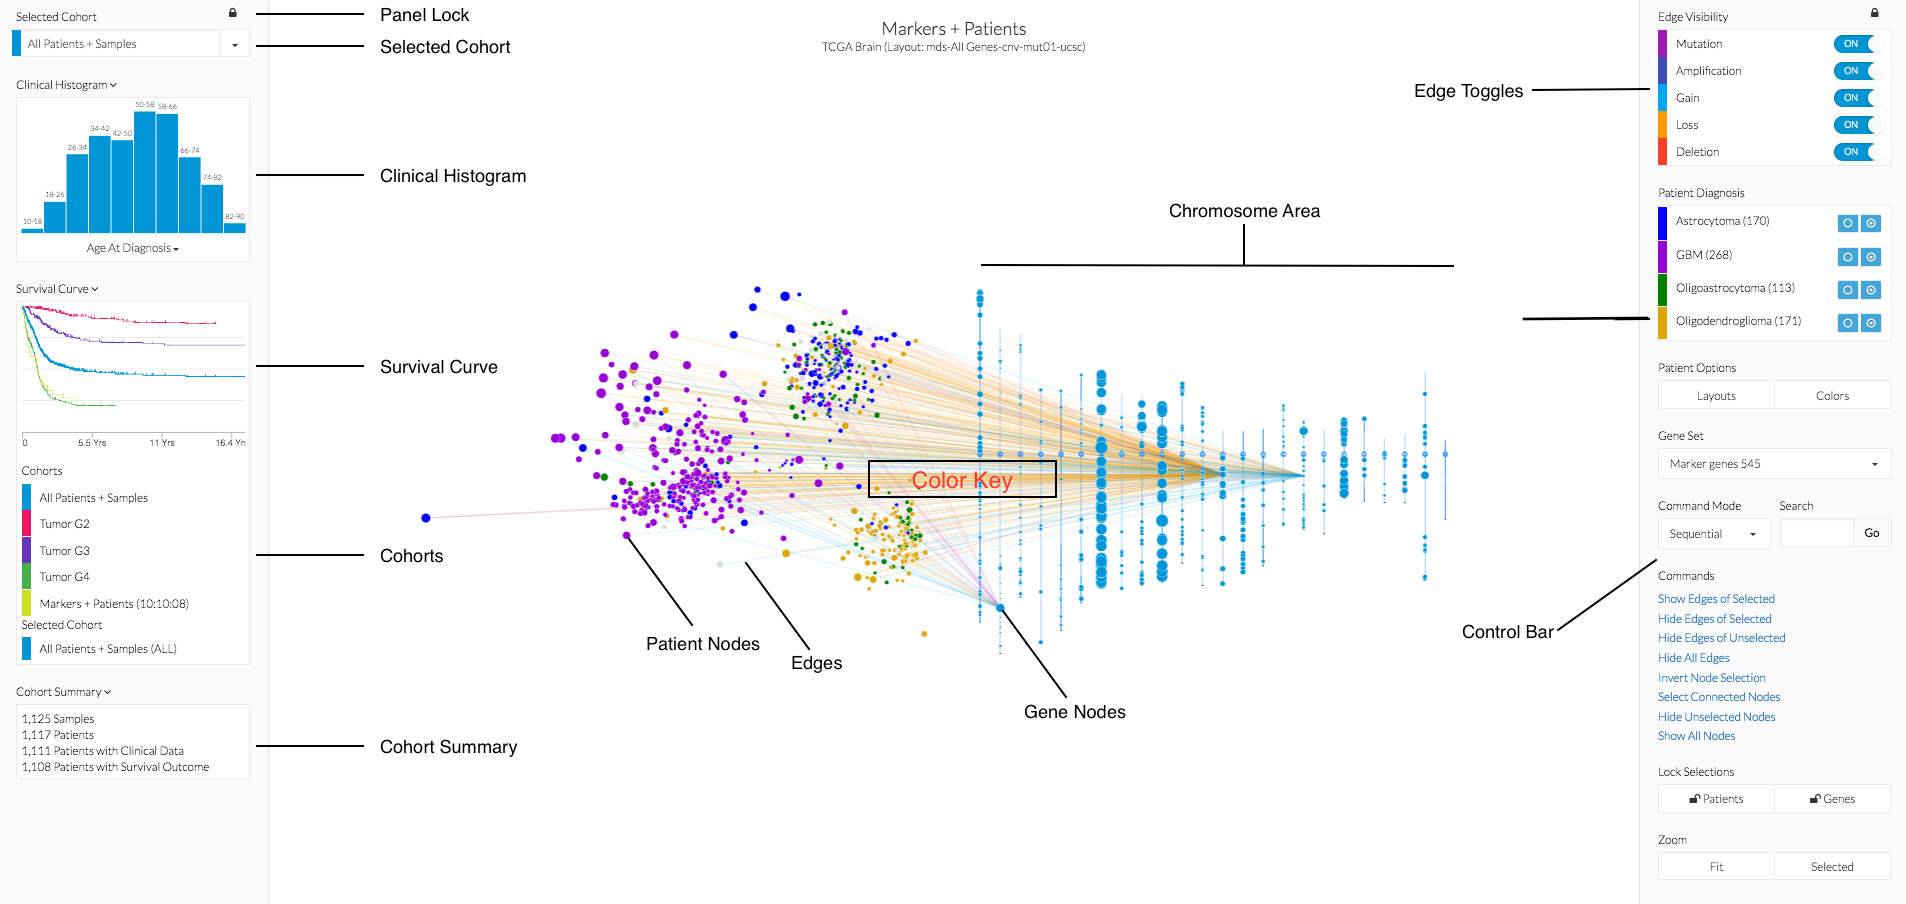 Selected Cohort
All Patients + Samples
Clinical Histogram
10-18
18-26
26-34
34-42
42-50
50-58
58-66
66-74
74-82
82-90
Age At Diagnosis
Survival Curve
0
5.5 Yrs
11 Yrs
16.4 Yr
Cohorts
All Patients + Samples
Tumor G2
Tumor G3
Tumor G4
Markers + Patients (10:10:08)
Selected Cohort
All Patients + Samples (ALL)
Cohort Summary
1,125 Samples
1,117 Patients
1,111 Patients with Clinical Data
1,108 Patients with Survival Outcome
Panel Lock
Selected Cohort
Clinical Histogram
Survival Curve
Cohorts
Cohort Summary
Markers + Patients
TCGA Brain (Layout: mds-All Genes-cnv-mut01-ucsc)
Edge Toggles
Chromosome Area
Color Key
Patient Nodes
Edges
Gene Nodes
Control Bar
Edge Visibility
Mutation ON
Amplification ON
Gain ON
Loss ON
Deletion ON
Patient Diagnosis
Astrocytoma (170)
GBM (268)
Oligoastrocytoma (113)
Oligodendroglioma (171)
Patient Options
Layouts Colors
Gene Set
Marker genes 545
Command Mode Search
Sequential Go
Commands
Show Edges of Selected
Hide Edges of Selected
Hide Edges of Unselected
Hide All Edges
Invert Node Selection
Select Connected Nodes
Hide Unselected Nodes
Show All Nodes
Lock Selections
Patients Genes
Zoom
Fit Selected